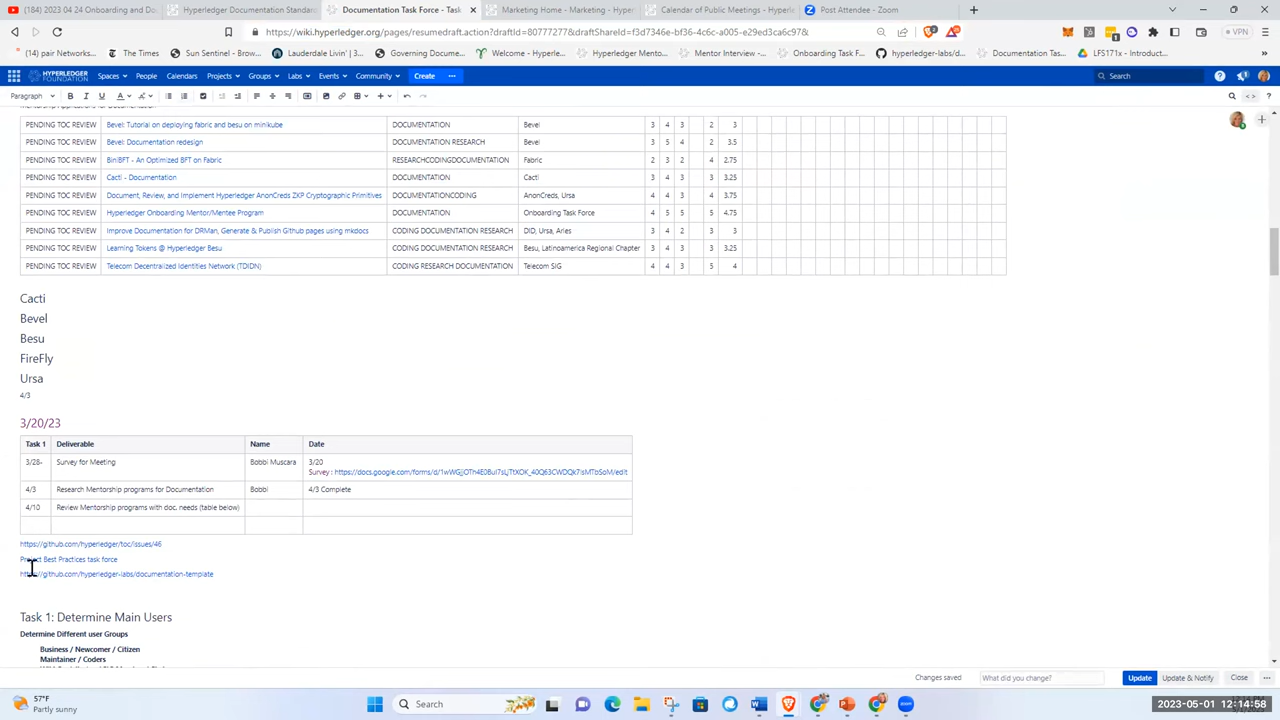 (184) 2023 04 24 Onboarding and Do
Hyperledger Documentation Standard
Documentation Task Force - Task
Marketing Home - Marketing - Hyper
Calendar of Public Meetings - Hyperle
Post Attendee - Zoom
https://wiki.hyperledger.org/pages/resumedraft.action?draftId=80777277&draftShareId=f3d7346e-bf36-4c6c-a005-e29ed3ca6c97&
VPN
(14) pair Networks...
The Times
Sun Sentinel - Brow...
Lauderdale Livin' |...
Governing Docume...
Welcome - Hyperle...
Hyperledger Mento...
Mentor Interview -...
Onboarding Task F...
hyperledger-labs/d...
Documentation Tas...
LFS171x - Introduct...
HYPERLEDGER FOUNDATION
Spaces
People
Calendars
Projects
Groups
Labs
Events
Community
Create
Search
Paragraph
B I U A
PENDING TOC REVIEW Bevel: Tutorial on deploying fabric and besu on minikube DOCUMENTATION Bevel 3 4 3 2 3
PENDING TOC REVIEW Bevel: Documentation redesign DOCUMENTATION RESEARCH Bevel 3 5 4 2 3.5
PENDING TOC REVIEW BiniBFT - An Optimized BFT on Fabric RESEARCHCODINGDOCUMENTATION Fabric 2 3 2 4 2.75
PENDING TOC REVIEW Cacti - Documentation DOCUMENTATION Cacti 3 4 3 3 3.25
PENDING TOC REVIEW Document, Review, and Implement Hyperledger AnonCreds ZKP Cryptographic Primitives DOCUMENTATIONCODING AnonCreds, Ursa 4 4 3 4 3.75
PENDING TOC REVIEW Hyperledger Onboarding Mentor/Mentee Program DOCUMENTATION Onboarding Task Force 4 5 5 5 4.75
PENDING TOC REVIEW Improve Documentation for DRMan, Generate & Publish Github pages using mkdocs CODING DOCUMENTATION RESEARCH DID, Ursa, Aries 3 4 2 3 3
PENDING TOC REVIEW Learning Tokens @ Hyperledger Besu CODING DOCUMENTATION RESEARCH Besu, Latinoamerica Regional Chapter 3 4 3 3 3.25
PENDING TOC REVIEW Telecom Decentralized Identities Network (TDIDN) CODING RESEARCH DOCUMENTATION Telecom SIG 4 4 3 5 4
Cacti
Bevel
Besu
FireFly
Ursa
4/3
3/20/23
Task 1 Deliverable Name Date
3/28- Survey for Meeting Bobbi Muscara 3/20
Survey : https://docs.google.com/forms/d/1wWGjJOTh4E0BuI7sLjTtXOK_40Q63CWDQk7isMTbSoM/edit
4/3 Research Mentorship programs for Documentation Bobbi 4/3 Complete
4/10 Review Mentorship programs with doc. needs (table below)
https://github.com/hyperledger/toc/issues/46
Project Best Practices task force
https://github.com/hyperledger-labs/documentation-template
Task 1: Determine Main Users
Determine Different user Groups
Business / Newcomer / Citizen
Maintainer / Coders
Changes saved
What did you change?
Update
Update & Notify
Close
57°F
Partly sunny
Search
2023-05-01 12:14:58